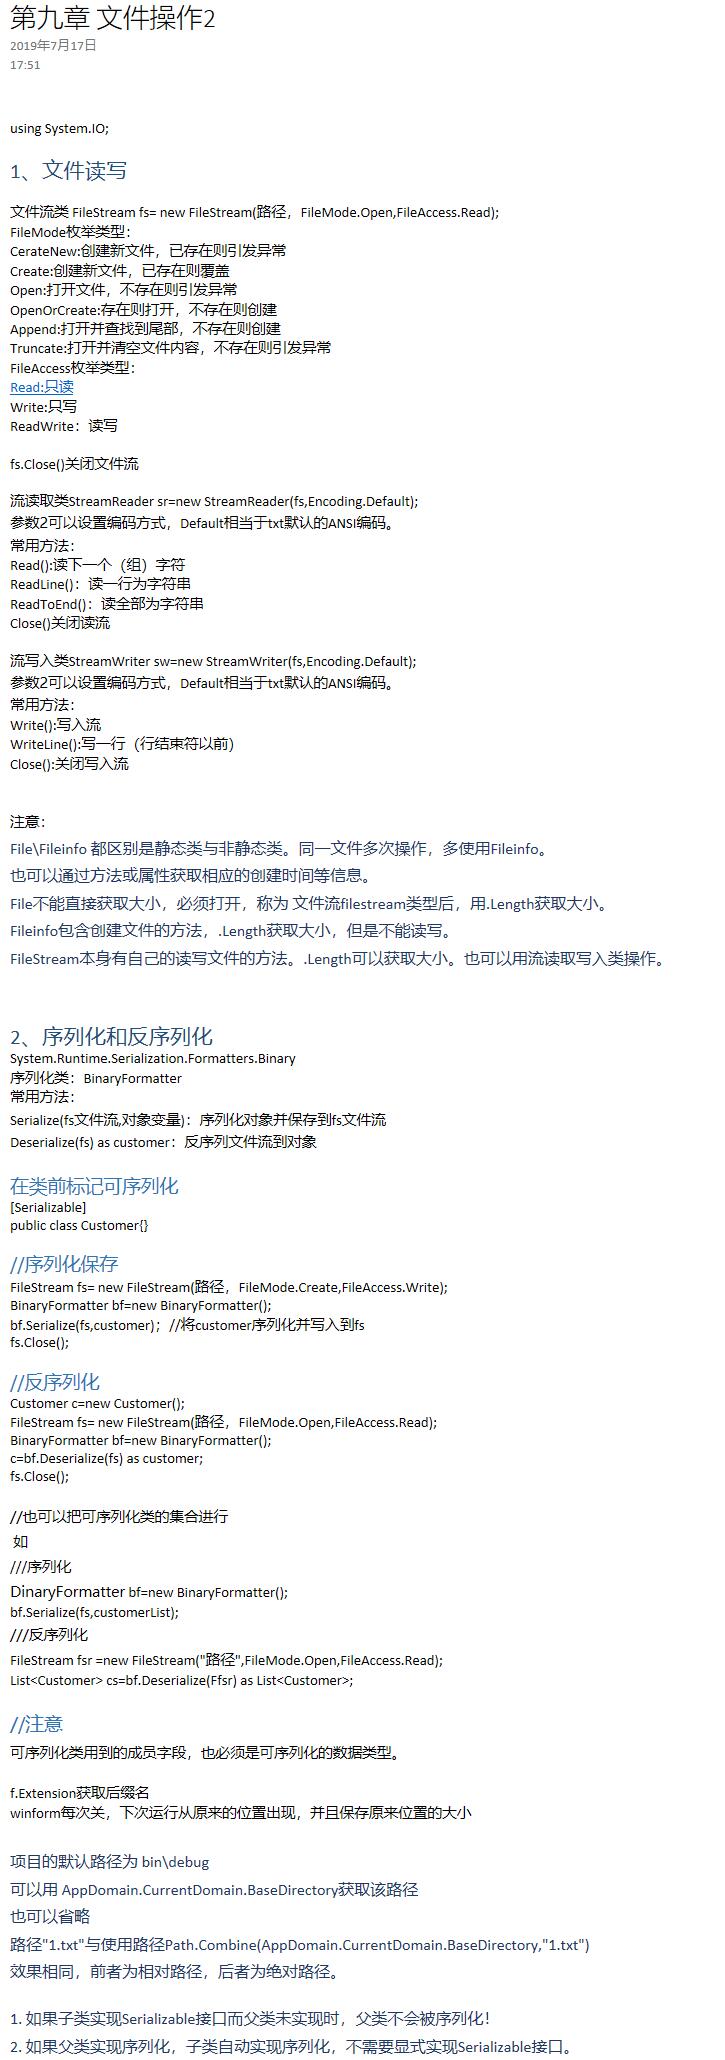 第九章 文件操作2
2019年7月17日
17:51
using System.IO;
1、文件读写
文件流类 FileStream fs= new FileStream(路径，FileMode.Open,FileAccess.Read);
FileMode枚举类型：
CerateNew:创建新文件，已存在则引发异常
Create:创建新文件，已存在则覆盖
Open:打开文件，不存在则引发异常
OpenOrCreate:存在则打开，不存在则创建
Append:打开并查找到尾部，不存在则创建
Truncate:打开并清空文件内容，不存在则引发异常
FileAccess枚举类型：
Read:只读
Write:只写
ReadWrite：读写
fs.Close()关闭文件流
流读取类StreamReader sr=new StreamReader(fs,Encoding.Default);
参数2可以设置编码方式，Default相当于txt默认的ANSI编码。
常用方法：
Read():读下一个（组）字符
ReadLine()：读一行为字符串
ReadToEnd()：读全部为字符串
Close()关闭读流
流写入类StreamWriter sw=new StreamWriter(fs,Encoding.Default);
参数2可以设置编码方式，Default相当于txt默认的ANSI编码。
常用方法：
Write():写入流
WriteLine():写一行（行结束符以前）
Close():关闭写入流
注意：
File\Fileinfo 都区别是静态类与非静态类。同一文件多次操作，多使用Fileinfo。
也可以通过方法或属性获取相应的创建时间等信息。
File不能直接获取大小，必须打开，称为 文件流filestream类型后，用.Length获取大小。
Fileinfo包含创建文件的方法，.Length获取大小，但是不能读写。
FileStream本身有自己的读写文件的方法。.Length可以获取大小。也可以用流读取写入类操作。
2、序列化和反序列化
System.Runtime.Serialization.Formatters.Binary
序列化类：BinaryFormatter
常用方法：
Serialize(fs文件流,对象变量)：序列化对象并保存到fs文件流
Deserialize(fs) as customer：反序列文件流到对象
在类前标记可序列化
[Serializable]
public class Customer{}
//序列化保存
FileStream fs= new FileStream(路径，FileMode.Create,FileAccess.Write);
BinaryFormatter bf=new BinaryFormatter();
bf.Serialize(fs,customer)；//将customer序列化并写入到fs
fs.Close();
//反序列化
Customer c=new Customer();
FileStream fs= new FileStream(路径，FileMode.Open,FileAccess.Read);
BinaryFormatter bf=new BinaryFormatter();
c=bf.Deserialize(fs) as customer;
fs.Close();
//也可以把可序列化类的集合进行
如
///序列化
DinaryFormatter bf=new BinaryFormatter();
bf.Serialize(fs,customerList);
///反序列化
FileStream fsr =new FileStream("路径",FileMode.Open,FileAccess.Read);
List<Customer> cs=bf.Deserialize(Ffsr) as List<Customer>;
//注意
可序列化类用到的成员字段，也必须是可序列化的数据类型。
f.Extension获取后缀名
winform每次关，下次运行从原来的位置出现，并且保存原来位置的大小
项目的默认路径为 bin\debug
可以用 AppDomain.CurrentDomain.BaseDirectory获取该路径
也可以省略
路径"1.txt"与使用路径Path.Combine(AppDomain.CurrentDomain.BaseDirectory,"1.txt")
效果相同，前者为相对路径，后者为绝对路径。
1. 如果子类实现Serializable接口而父类未实现时，父类不会被序列化！
2. 如果父类实现序列化，子类自动实现序列化，不需要显式实现Serializable接口。